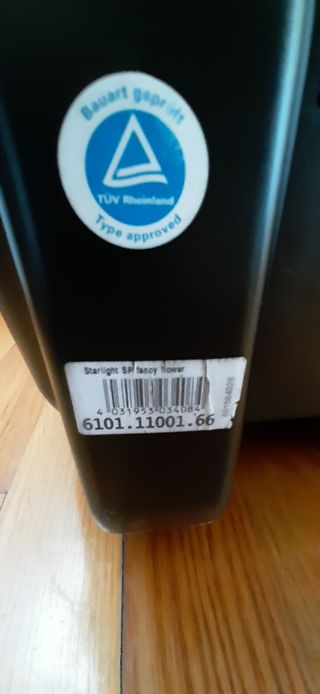 Bauart geprüft
TÜV Rheinland
Type approved
Starlight SP fancy flower
4 031953 034084
6101.11001.66